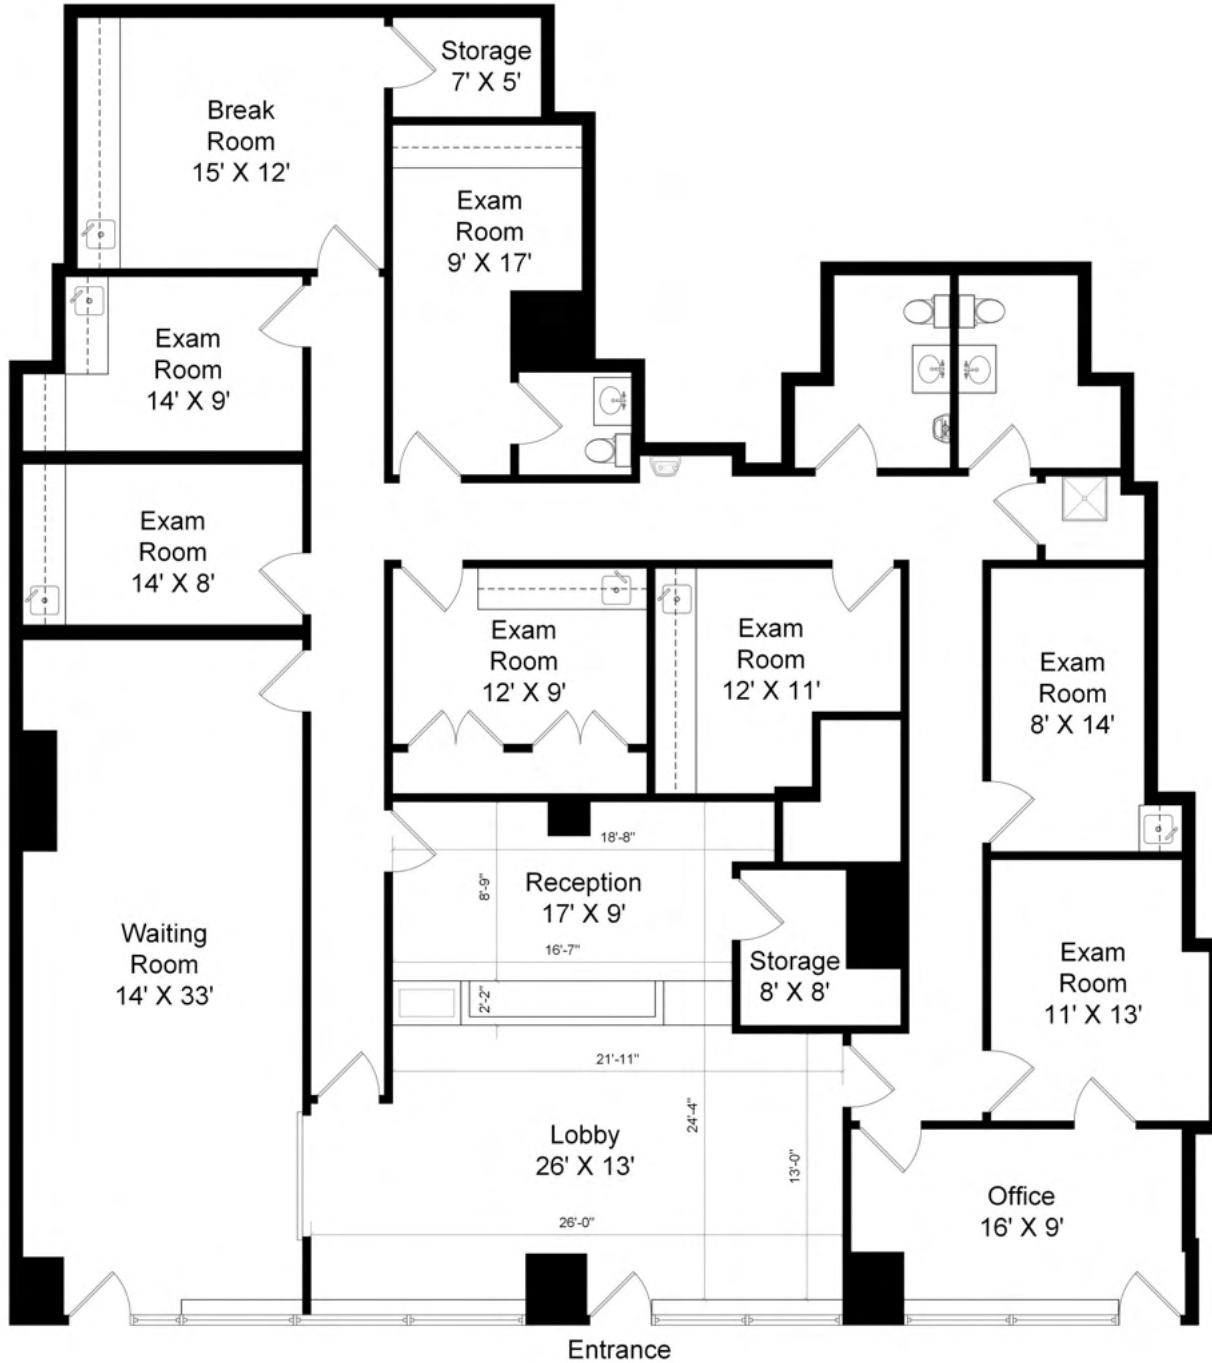 Storage
7' X 5'
Break
Room
15' X 12'
Exam
Room
9' X 17'
Exam
Room
14' X 9'
Exam
Room
14' X 8'
Exam
Room
12' X 9'
Exam
Room
12' X 11'
Exam
Room
8' X 14'
18'-8"
8'-9"
Reception
17' X 9'
16'-7"
Waiting
Room
14' X 33'
Storage
8' X 8'
Exam
Room
11' X 13'
2'-2"
21'-11"
24'-4"
Lobby
26' X 13'
13'-0"
Office
16' X 9'
26'-0"
Entrance